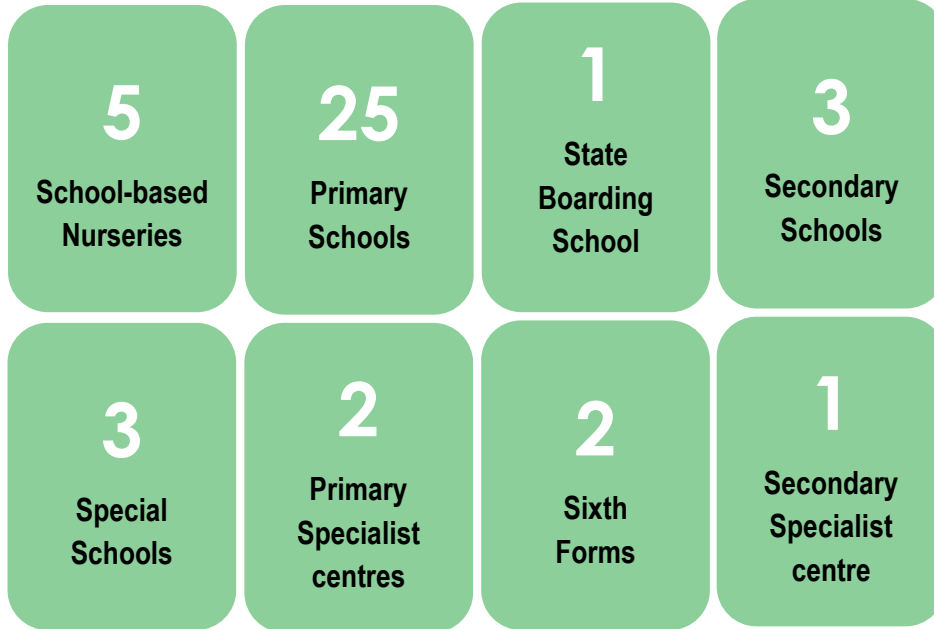 5
School-based
Nurseries
25
Primary
Schools
1
State
Boarding
School
3
Secondary
Schools
3
Special
Schools
2
Primary
Specialist
centres
2
Sixth
Forms
1
Secondary
Specialist
centre